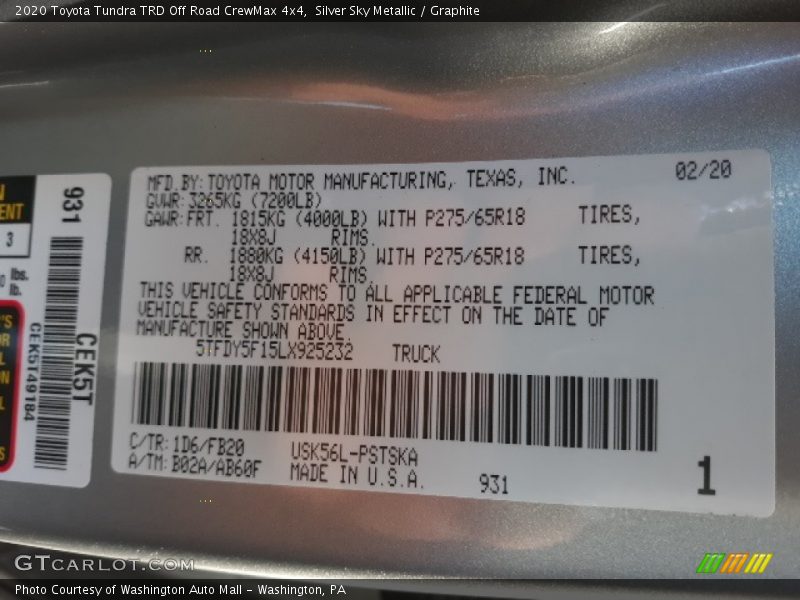 2020 Toyota Tundra TRD Off Road CrewMax 4x4,  Silver Sky Metallic / Graphite
MFD.BY:TOYOTA MOTOR MANUFACTURING, TEXAS, INC. 02/20
GVWR:3265KG (7200LB)
GAWR:FRT. 1815KG (4000LB) WITH P275/65R18 TIRES,
18X8J RIMS.
RR. 1880KG (4150LB) WITH P275/65R18 TIRES,
18X8J RIMS.
THIS VEHICLE CONFORMS TO ALL APPLICABLE FEDERAL MOTOR
VEHICLE SAFETY STANDARDS IN EFFECT ON THE DATE OF
MANUFACTURE SHOWN ABOVE.
5TFDY5F15LX925232 TRUCK
C/TR:1D6/FB20 USK56L-PSTSKA
A/TM:B02A/AB60F MADE IN U.S.A. 931 1
931
CEK5T
CEK5T49184
3
lbs.
lb.
GTCARLOT.COM
Photo Courtesy of Washington Auto Mall - Washington, PA